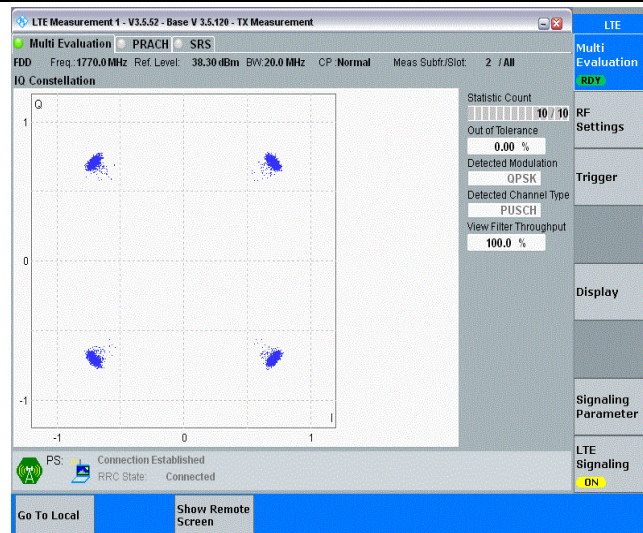 LTE Measurement 1 - V3.5.52 - Base V 3.5.120 - TX Measurement
LTE
Multi Evaluation PRACH SRS
FDD Freq.:1770.0 MHz Ref. Level: 38.30 dBm BW:20.0 MHz CP :Normal Meas Subfr./Slot: 2 / All
IQ Constellation
Q
1
0
-1
-1 0 1
I
Statistic Count
10 / 10
Out of Tolerance
0.00 %
Detected Modulation
QPSK
Detected Channel Type
PUSCH
View Filter Throughput
100.0 %
PS: Connection Established
RRC State: Connected
Multi
Evaluation
RDY
RF
Settings
Trigger
Display
Signaling
Parameter
LTE
Signaling
ON
Go To Local
Show Remote
Screen